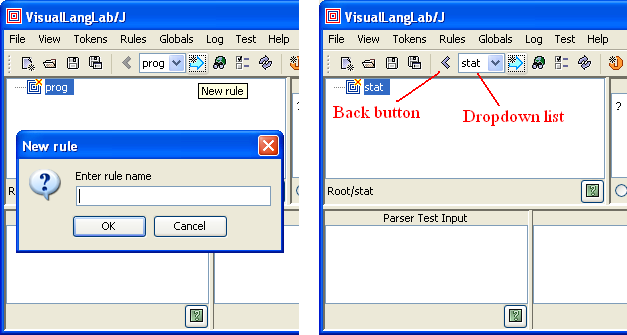 VisualLangLab/J
File View Tokens Rules Globals Log Test Help
prog
prog
New rule
New rule
Enter rule name
OK
Cancel
Ro
?
VisualLangLab/J
File View Tokens Rules Globals Log Test Help
stat
stat
Back button
Dropdown list
?
Root/stat
Parser Test Input